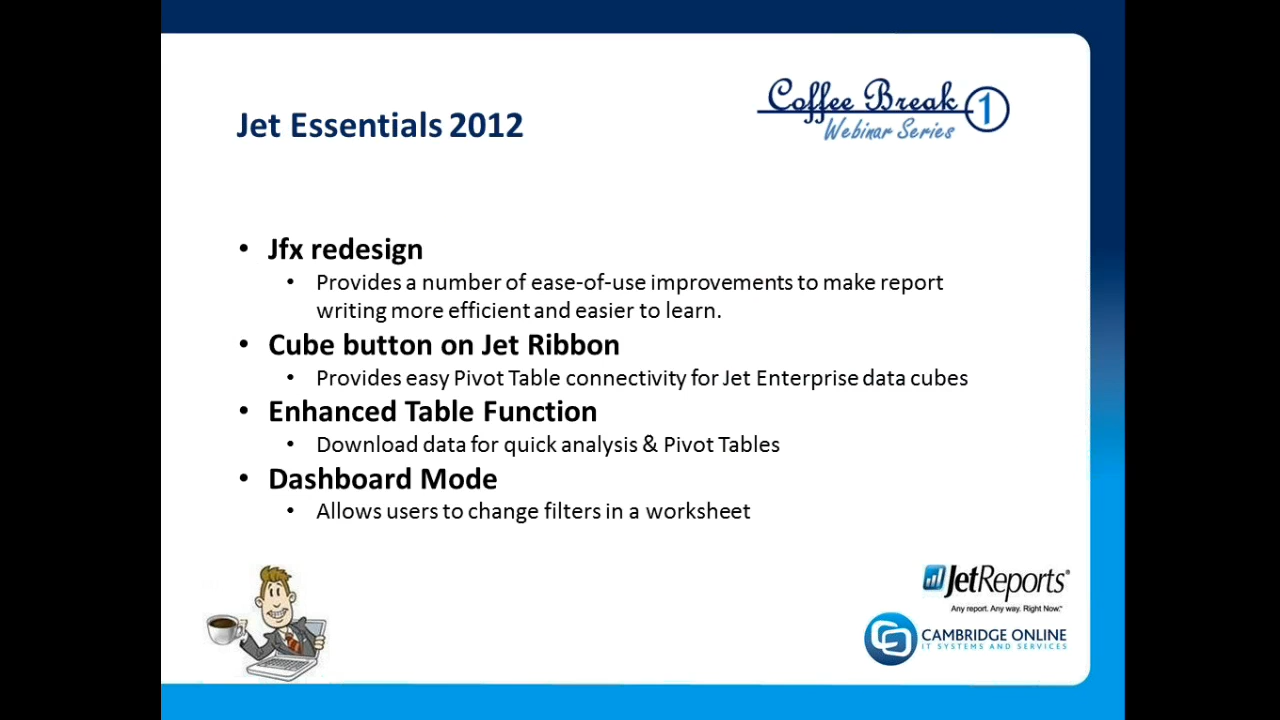 Coffee Break 1
Webinar Series
Jet Essentials 2012
• Jfx redesign
• Provides a number of ease-of-use improvements to make report
writing more efficient and easier to learn.
• Cube button on Jet Ribbon
• Provides easy Pivot Table connectivity for Jet Enterprise data cubes
• Enhanced Table Function
• Download data for quick analysis & Pivot Tables
• Dashboard Mode
• Allows users to change filters in a worksheet
JetReports®
Any report. Any way. Right Now.™
CAMBRIDGE ONLINE
IT SYSTEMS AND SERVICES